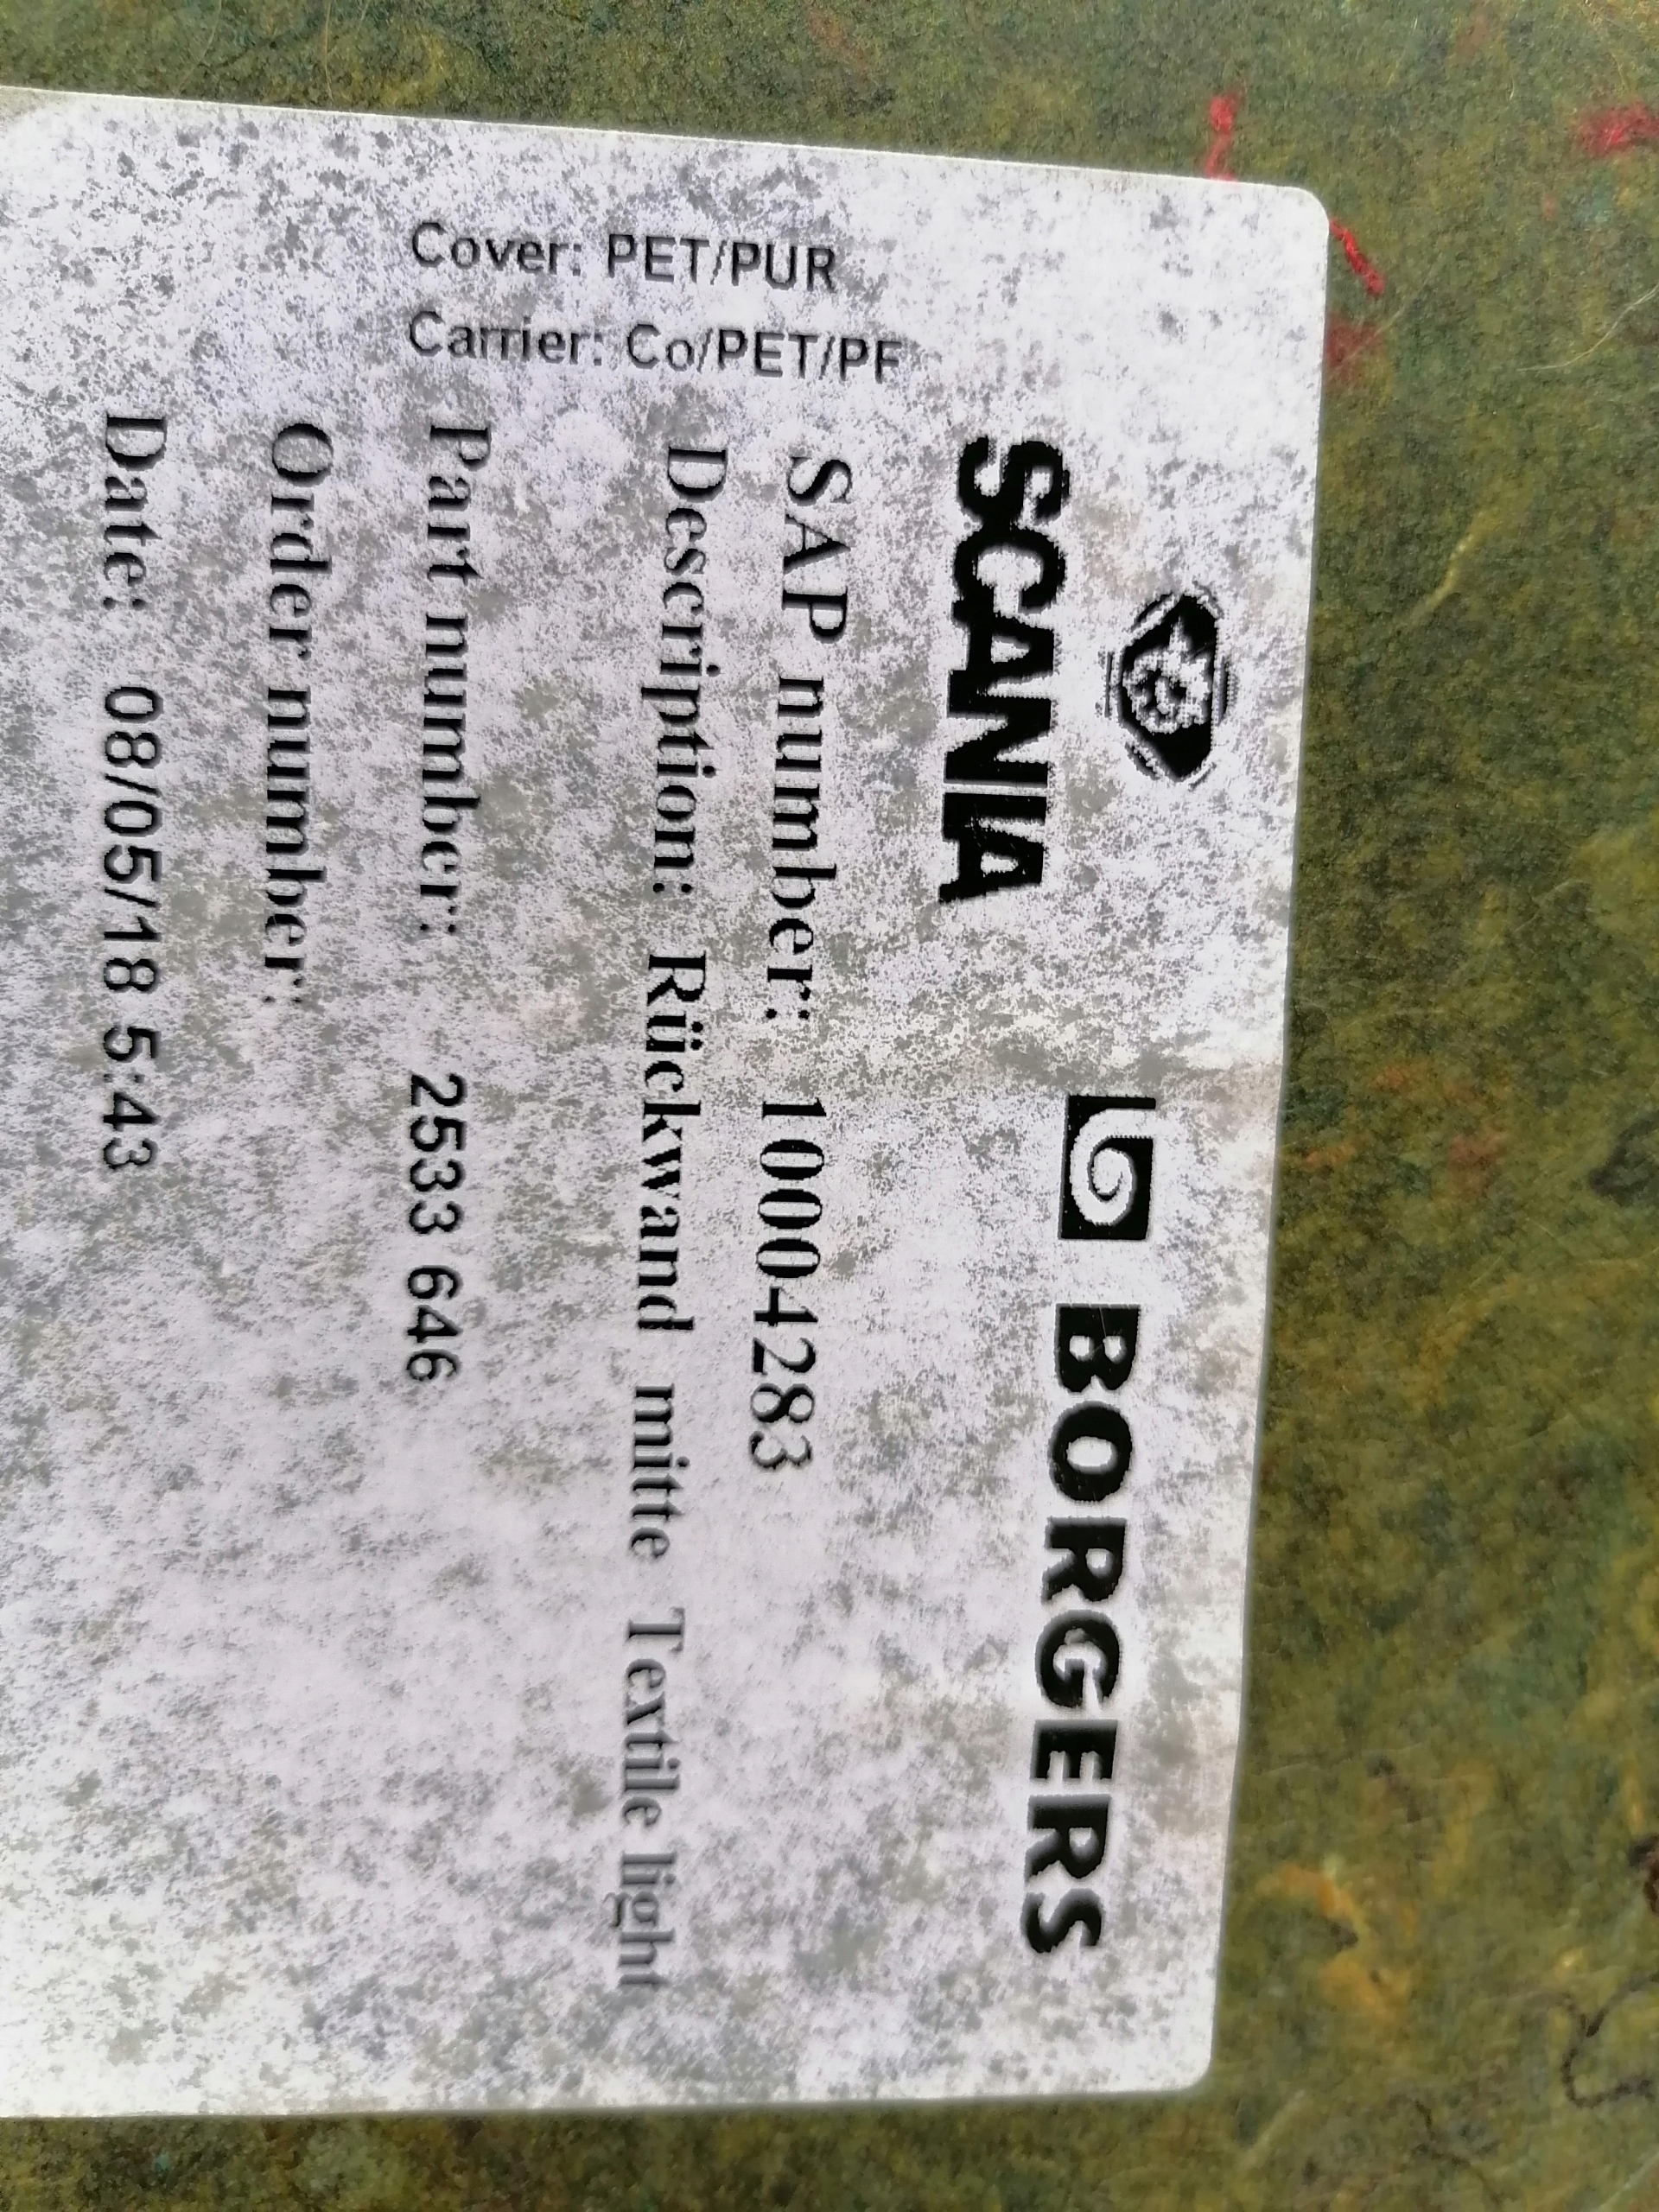 SCANIA
BORGERS
SAP number: 10004283
Description: Rückwand mitte Textile light
Part number: 2533 646
Order number:
Date: 08/05/18 5:43
Cover: PET/PUR
Carrier: Co/PET/PF